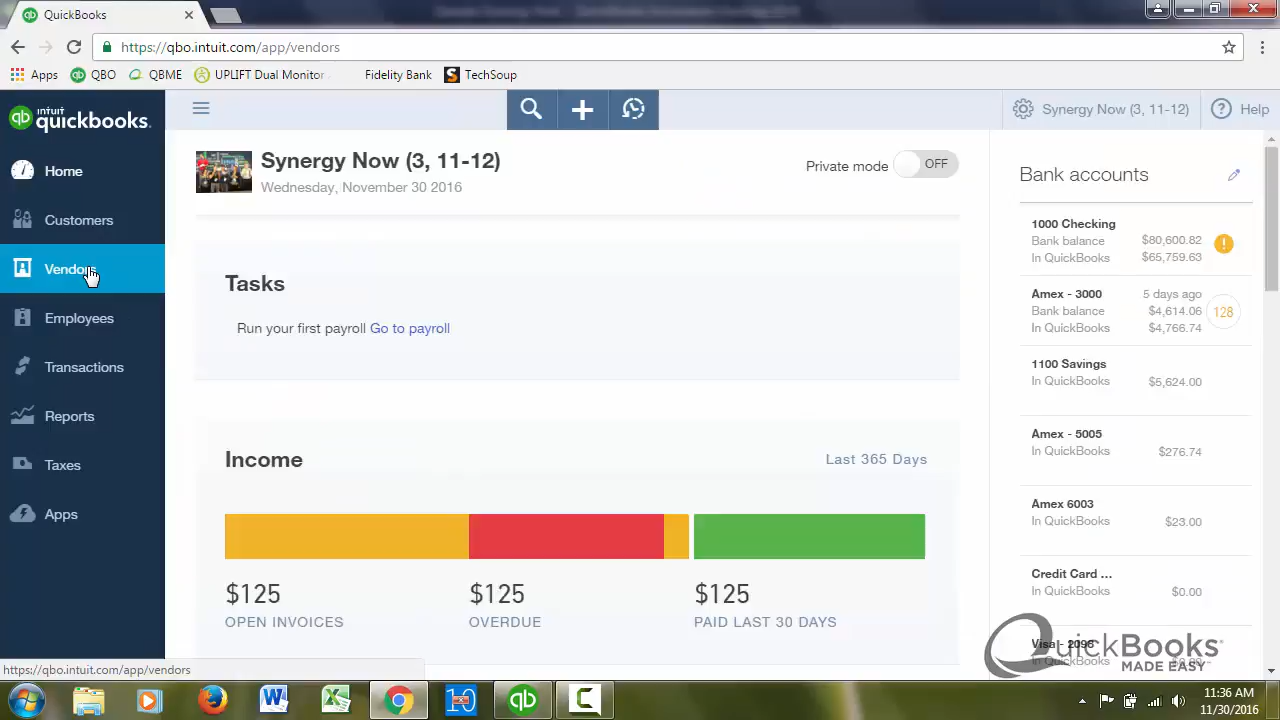 QuickBooks
https://qbo.intuit.com/app/vendors
Apps QBO QBME UPLIFT Dual Monitor Fidelity Bank TechSoup
intuit
quickbooks.
Synergy Now (3, 11-12) Help
Home
Customers
Vendors
Employees
Transactions
Reports
Taxes
Apps
Synergy Now (3, 11-12)
Wednesday, November 30 2016
Private mode OFF
Tasks
Run your first payroll Go to payroll
Income Last 365 Days
$125 $125 $125
OPEN INVOICES OVERDUE PAID LAST 30 DAYS
Bank accounts
1000 Checking
Bank balance $80,600.82
In QuickBooks $65,759.63
Amex - 3000 5 days ago
Bank balance $4,614.06
In QuickBooks $4,766.74
128
1100 Savings
In QuickBooks $5,624.00
Amex - 5005
In QuickBooks $276.74
Amex 6003
In QuickBooks $23.00
Credit Card ...
In QuickBooks $0.00
Visa - 2096
QuickBooks
MADE EASY
https://qbo.intuit.com/app/vendors
11:36 AM
11/30/2016